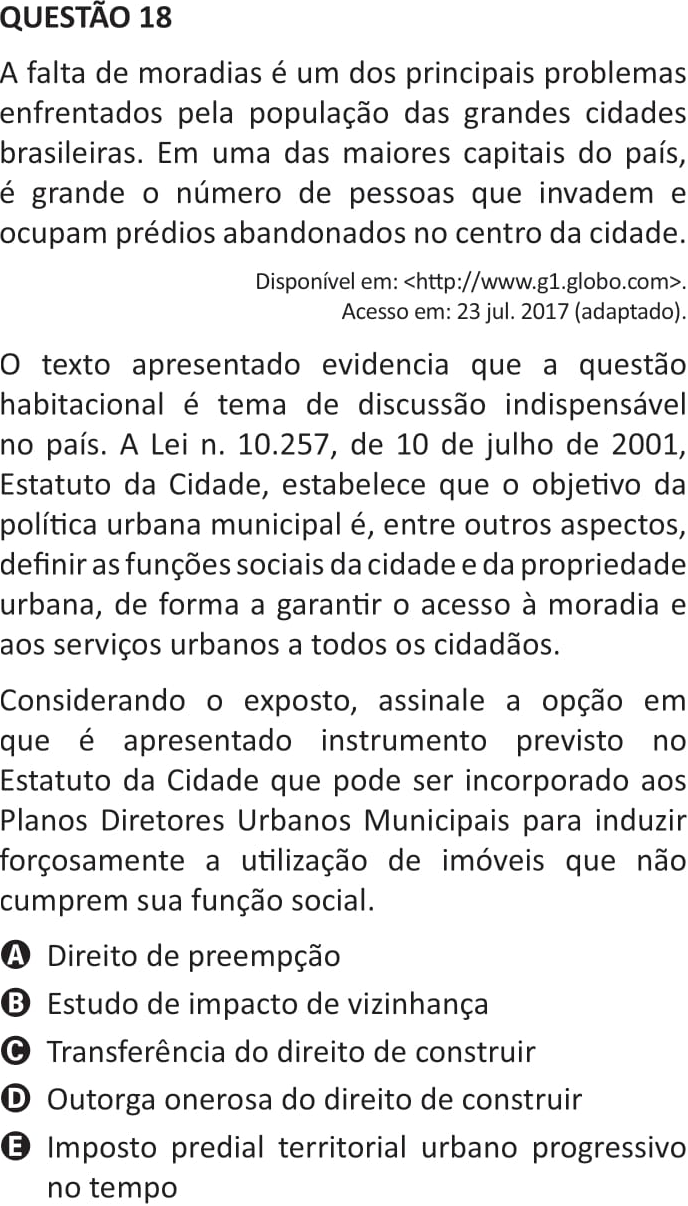 QUESTÃO 18
A falta de moradias é um dos principais problemas
enfrentados pela população das grandes cidades
brasileiras. Em uma das maiores capitais do país,
é grande o número de pessoas que invadem e
ocupam prédios abandonados no centro da cidade.
Disponível em: <http://www.g1.globo.com>.
Acesso em: 23 jul. 2017 (adaptado).
O texto apresentado evidencia que a questão
habitacional é tema de discussão indispensável
no país. A Lei n. 10.257, de 10 de julho de 2001,
Estatuto da Cidade, estabelece que o objetivo da
política urbana municipal é, entre outros aspectos,
definir as funções sociais da cidade e da propriedade
urbana, de forma a garantir o acesso à moradia e
aos serviços urbanos a todos os cidadãos.
Considerando o exposto, assinale a opção em
que é apresentado instrumento previsto no
Estatuto da Cidade que pode ser incorporado aos
Planos Diretores Urbanos Municipais para induzir
forçosamente a utilização de imóveis que não
cumprem sua função social.
A Direito de preempção
B Estudo de impacto de vizinhança
C Transferência do direito de construir
D Outorga onerosa do direito de construir
E Imposto predial territorial urbano progressivo
no tempo